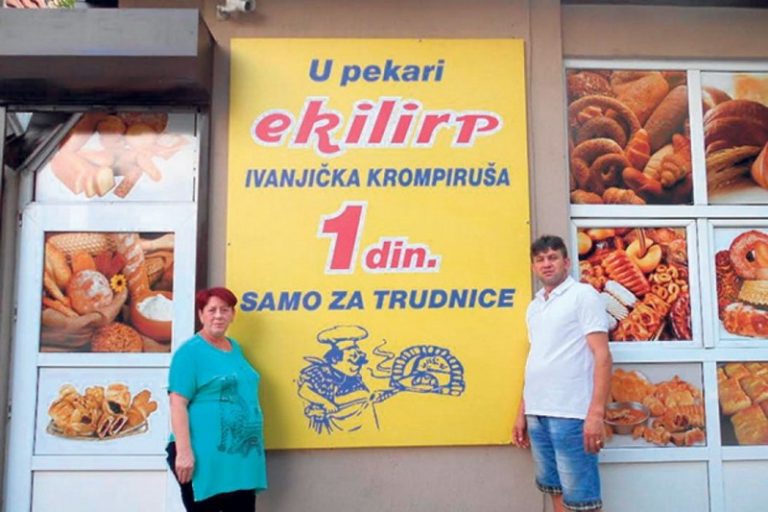 U pekari
ekilirp
IVANJIČKA KROMPIRUŠA
1 din.
SAMO ZA TRUDNICE